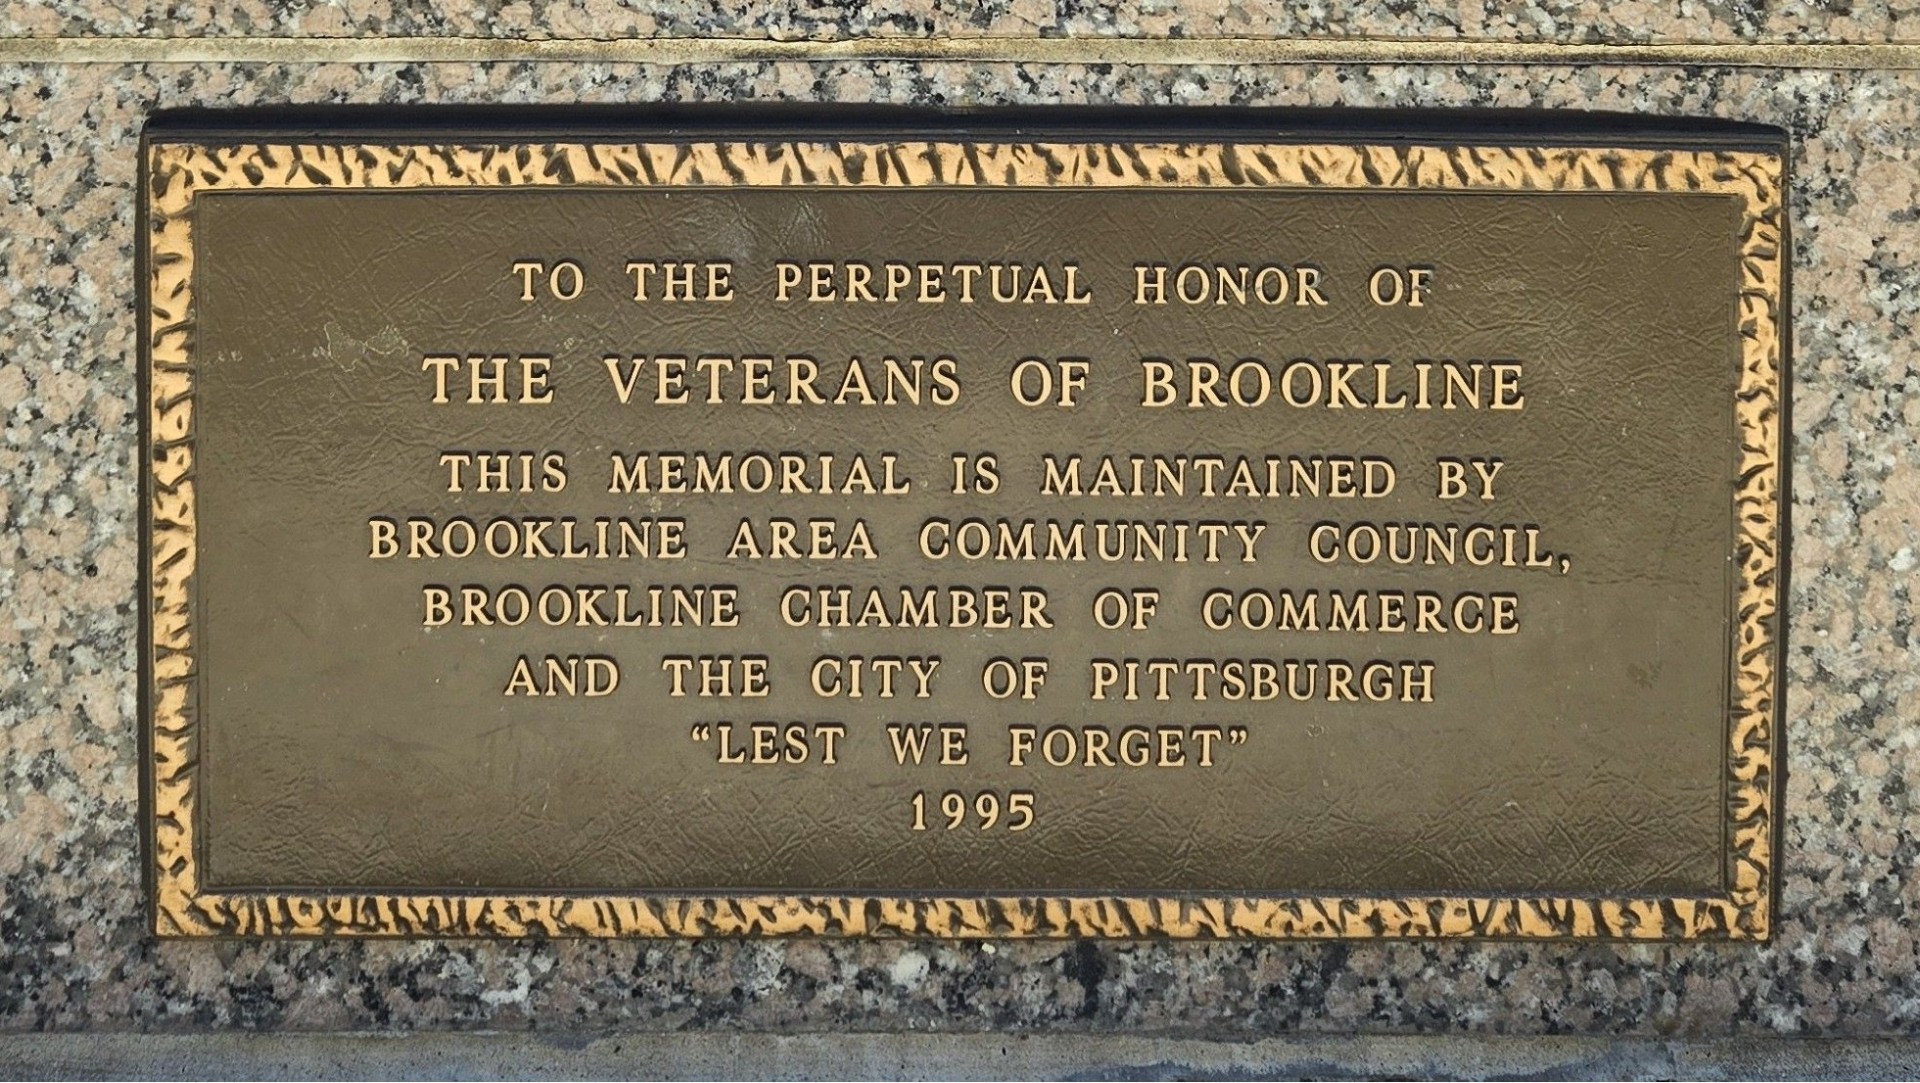 TO THE PERPETUAL HONOR OF
THE VETERANS OF BROOKLINE
THIS MEMORIAL IS MAINTAINED BY
BROOKLINE AREA COMMUNITY COUNCIL,
BROOKLINE CHAMBER OF COMMERCE
AND THE CITY OF PITTSBURGH
“LEST WE FORGET”
1995